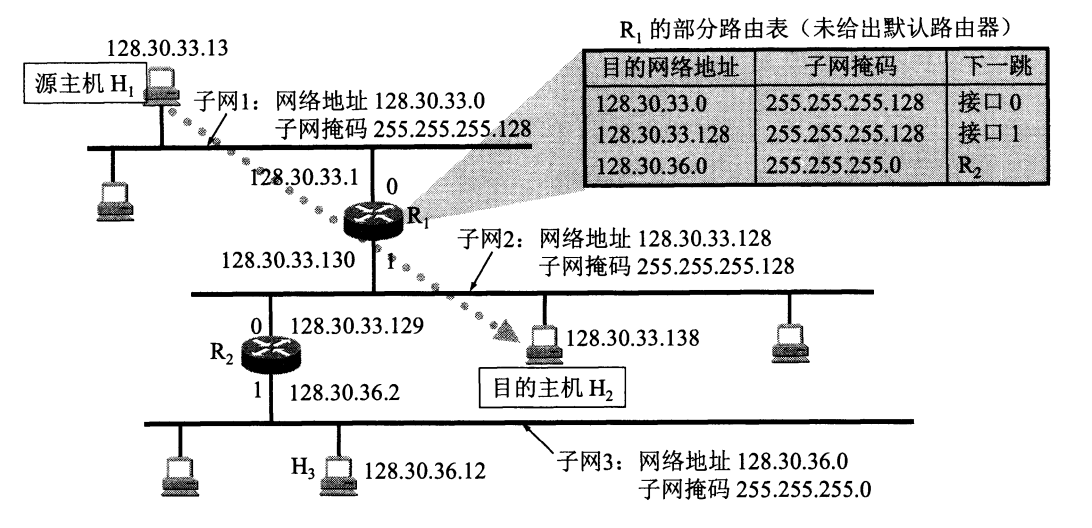 R₁ 的部分路由表（未给出默认路由器）
目的网络地址 子网掩码 下一跳
128.30.33.0 255.255.255.128 接口 0
128.30.33.128 255.255.255.128 接口 1
128.30.36.0 255.255.255.0 R₂
128.30.33.13
源主机 H₁
子网1：网络地址 128.30.33.0
子网掩码 255.255.255.128
128.30.33.1
0
R₁
128.30.33.130
1
子网2：网络地址 128.30.33.128
子网掩码 255.255.255.128
0
128.30.33.129
R₂
1
128.30.36.2
128.30.33.138
目的主机 H₂
H₃
128.30.36.12
子网3：网络地址 128.30.36.0
子网掩码 255.255.255.0